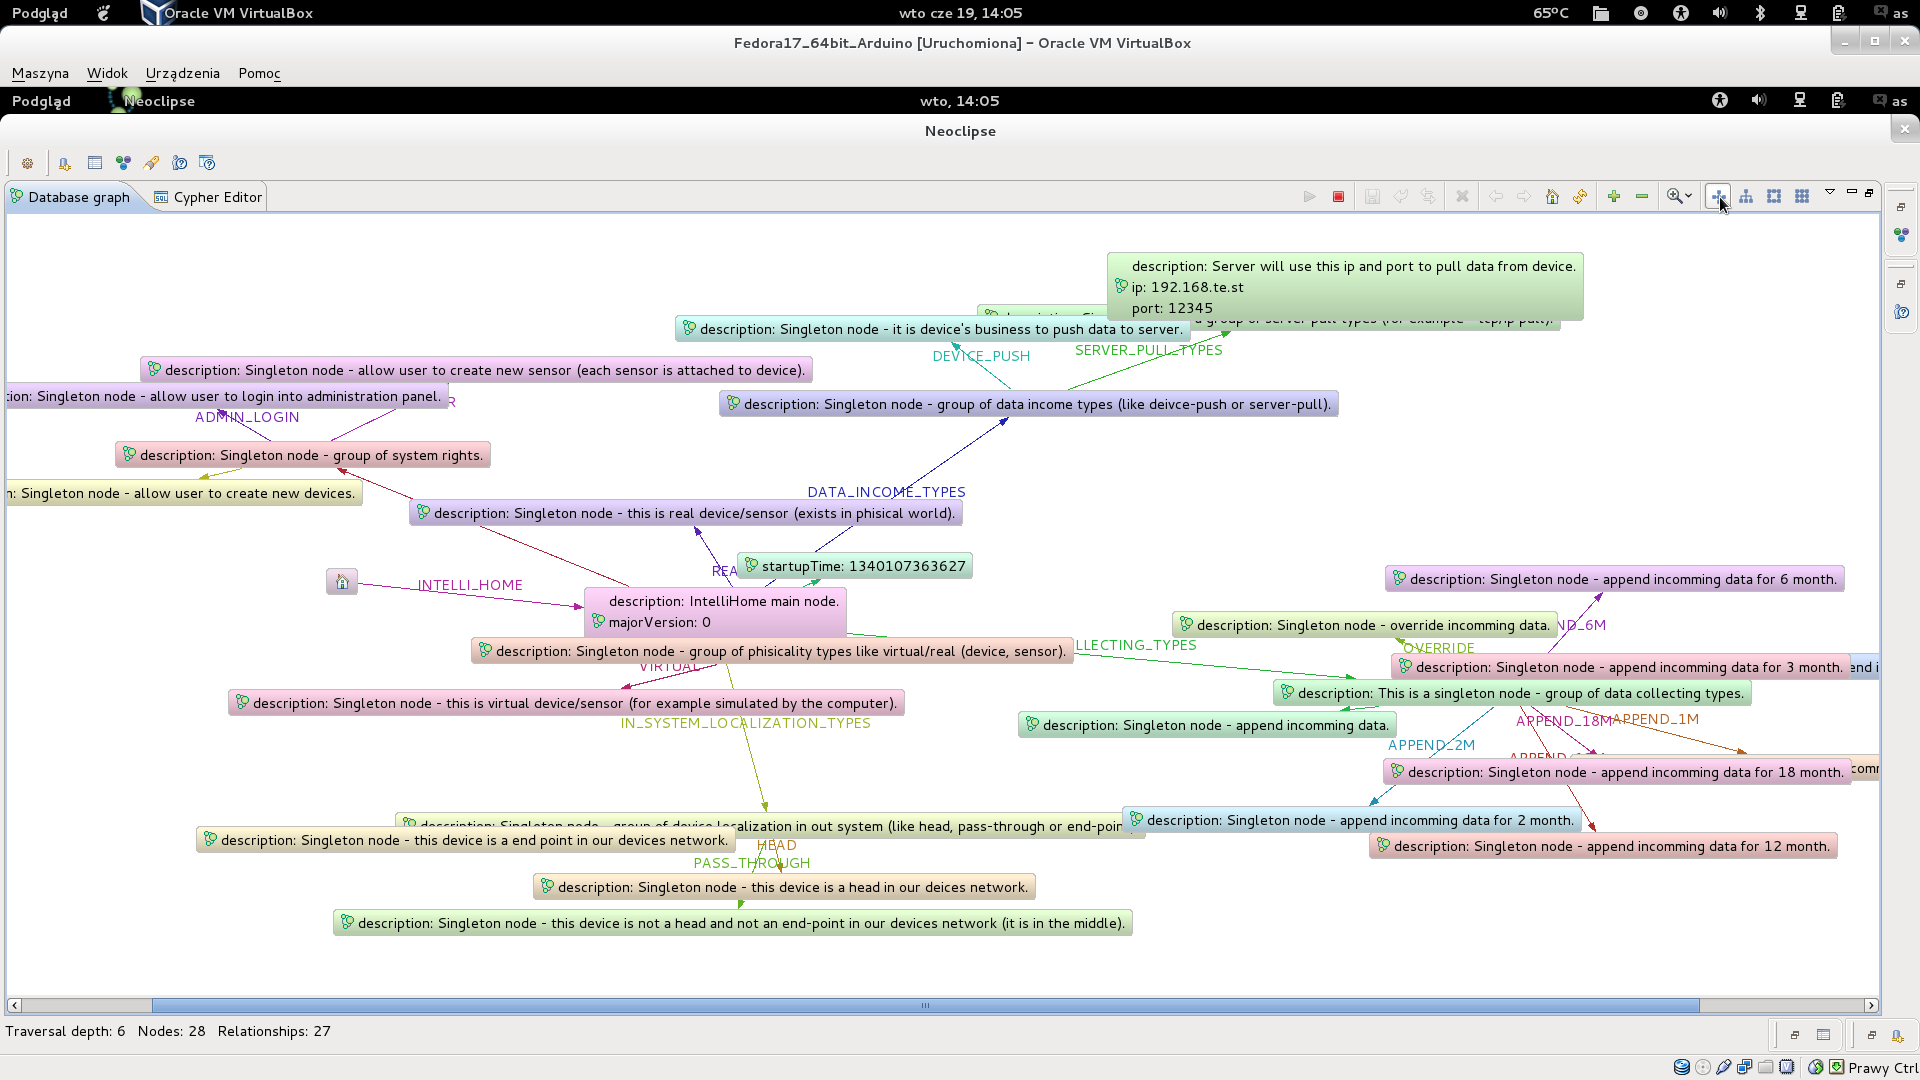 Podgląd Oracle VM VirtualBox wto cze 19, 14:05 65°C as
Fedora17_64bit_Arduino [Uruchomiona] – Oracle VM VirtualBox
Maszyna Widok Urządzenia Pomoc
Podgląd Neoclipse wto, 14:05 as
Neoclipse
Database graph Cypher Editor
description: Server will use this ip and port to pull data from device.
ip: 192.168.te.st
port: 12345
a group of server-pull types (for example - tcp/ip pull).
description: Singleton node - it is device's business to push data to server.
DEVICE_PUSH
SERVER_PULL_TYPES
description: Singleton node - allow user to create new sensor (each sensor is attached to device).
tion: Singleton node - allow user to login into administration panel.
R
description: Singleton node - group of data income types (like deivce-push or server-pull).
ADMIN_LOGIN
description: Singleton node - group of system rights.
n: Singleton node - allow user to create new devices.
DATA_INCOME_TYPES
description: Singleton node - this is real device/sensor (exists in phisical world).
startupTime: 1340107363627
REA
INTELLI_HOME
description: IntelliHome main node.
majorVersion: 0
description: Singleton node - append incomming data for 6 month.
description: Singleton node - override incomming data.
ND_6M
LLECTING_TYPES
OVERRIDE
description: Singleton node - group of phisicality types like virtual/real (device, sensor).
VIRTUAL
description: Singleton node - append incomming data for 3 month.
end i
description: This is a singleton node - group of data collecting types.
description: Singleton node - this is virtual device/sensor (for example simulated by the computer).
IN_SYSTEM_LOCALIZATION_TYPES
description: Singleton node - append incomming data.
APPEND_18M
APPEND_1M
APPEND_2M
description: Singleton node - append incomming data for 18 month.
comm
description: Singleton node - append incomming data for 2 month.
description: Singleton node - group of device localization in out system (like head, pass-through or end-poin
description: Singleton node - this device is a end point in our devices network.
HEAD
description: Singleton node - append incomming data for 12 month.
PASS_THROUGH
description: Singleton node - this device is a head in our deices network.
description: Singleton node - this device is not a head and not an end-point in our devices network (it is in the middle).
Traversal depth: 6 Nodes: 28 Relationships: 27
Prawy Ctrl